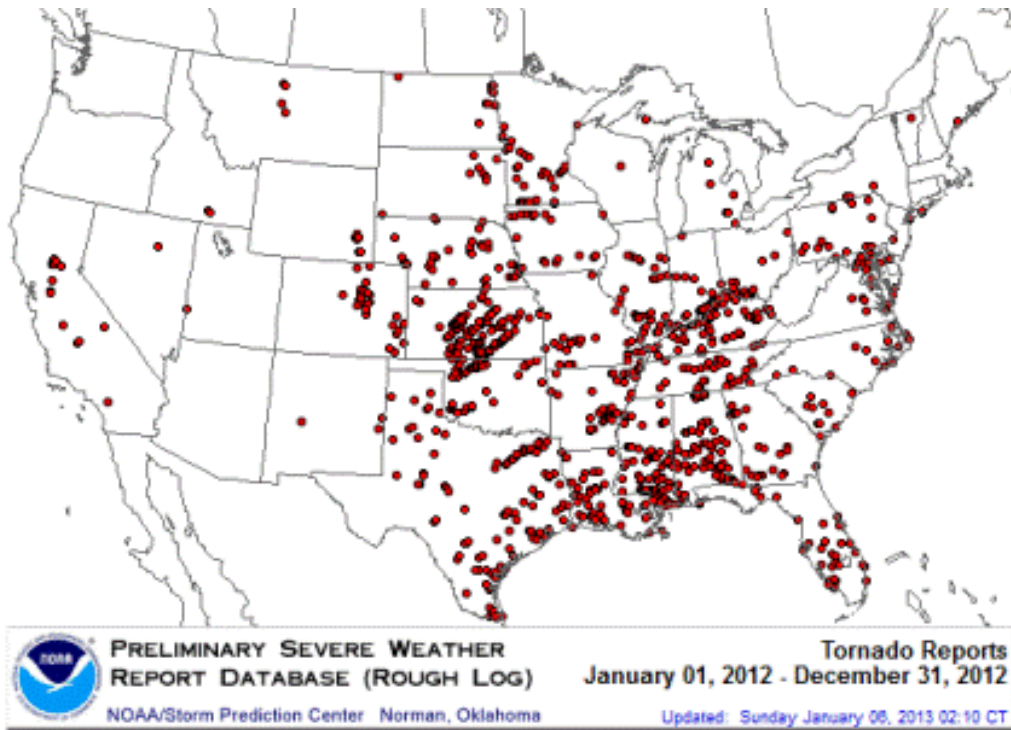 PRELIMINARY SEVERE WEATHER
REPORT DATABASE (ROUGH LOG)
NOAA/Storm Prediction Center Norman, Oklahoma
Tornado Reports
January 01, 2012 - December 31, 2012
Updated: Sunday January 06, 2013 02:10 CT
noaa